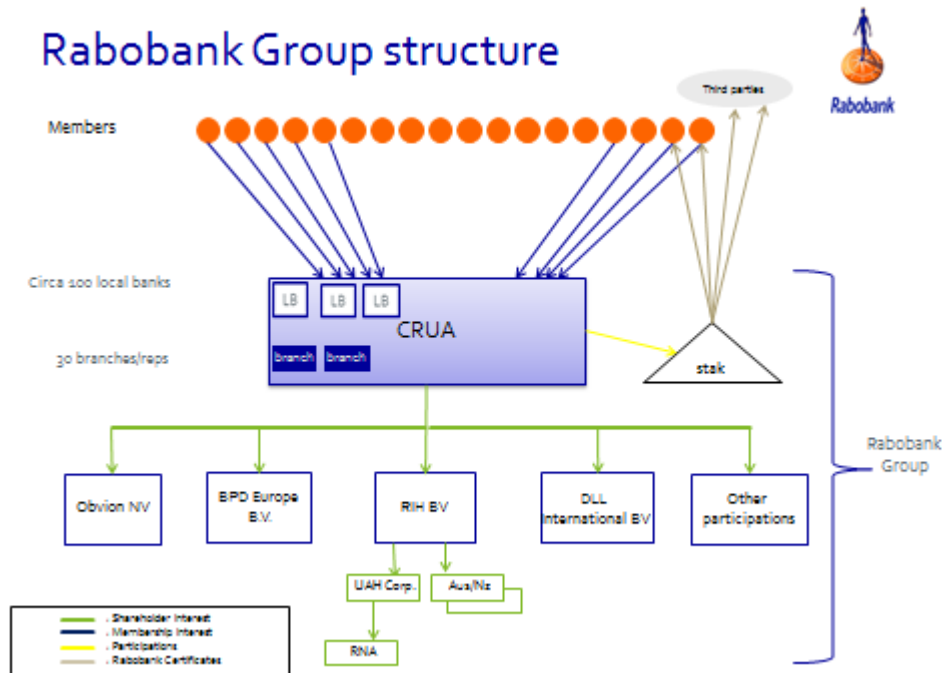 Rabobank Group structure
Third parties
Rabobank
Members
Circa 100 local banks
LB
LB
LB
CRUA
30 branches/reps
branch
branch
stak
Rabobank
Group
Obvion NV
BPD Europe
B.V.
RIH BV
DLL
International BV
Other
participations
UAH Corp.
Aus/Nz
RNA
. Shareholder Interest
. Membership Interest
. Participations
. Rabobank Certificates